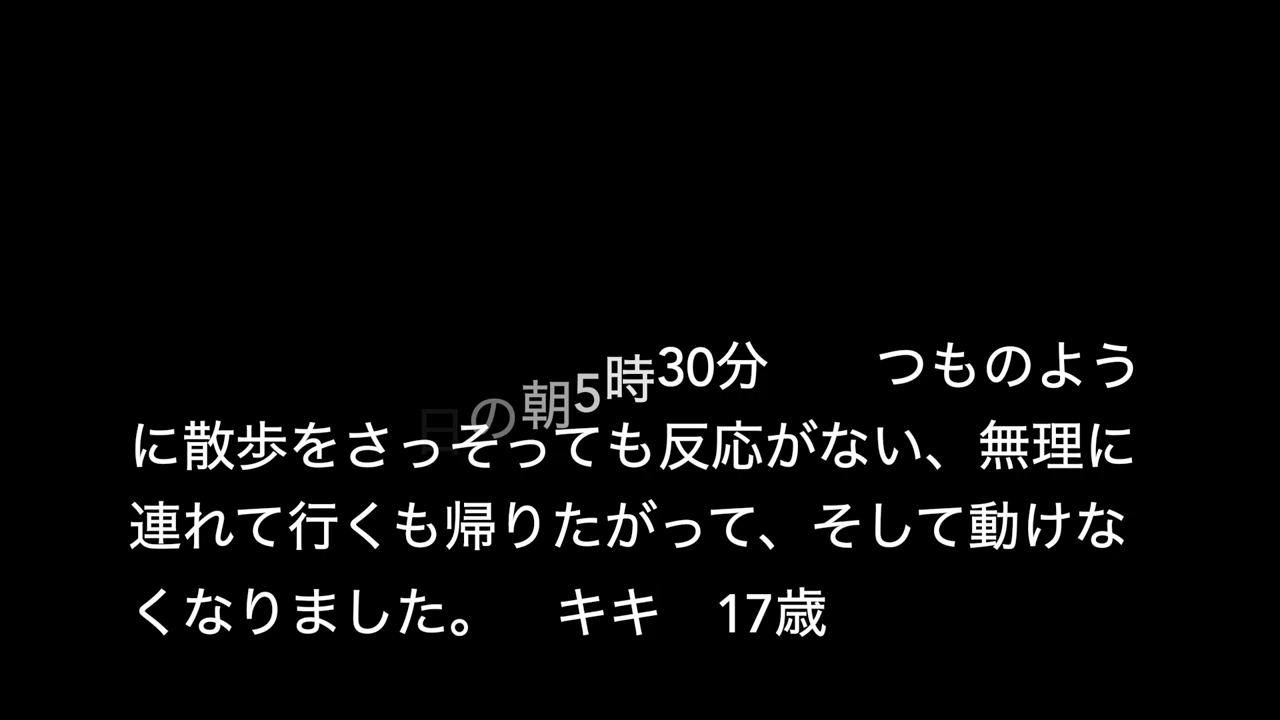 日の朝5時30分　　つものよう
に散歩をさっそっても反応がない、無理に
連れて行くも帰りたがって、そして動けな
くなりました。　キキ　17歳